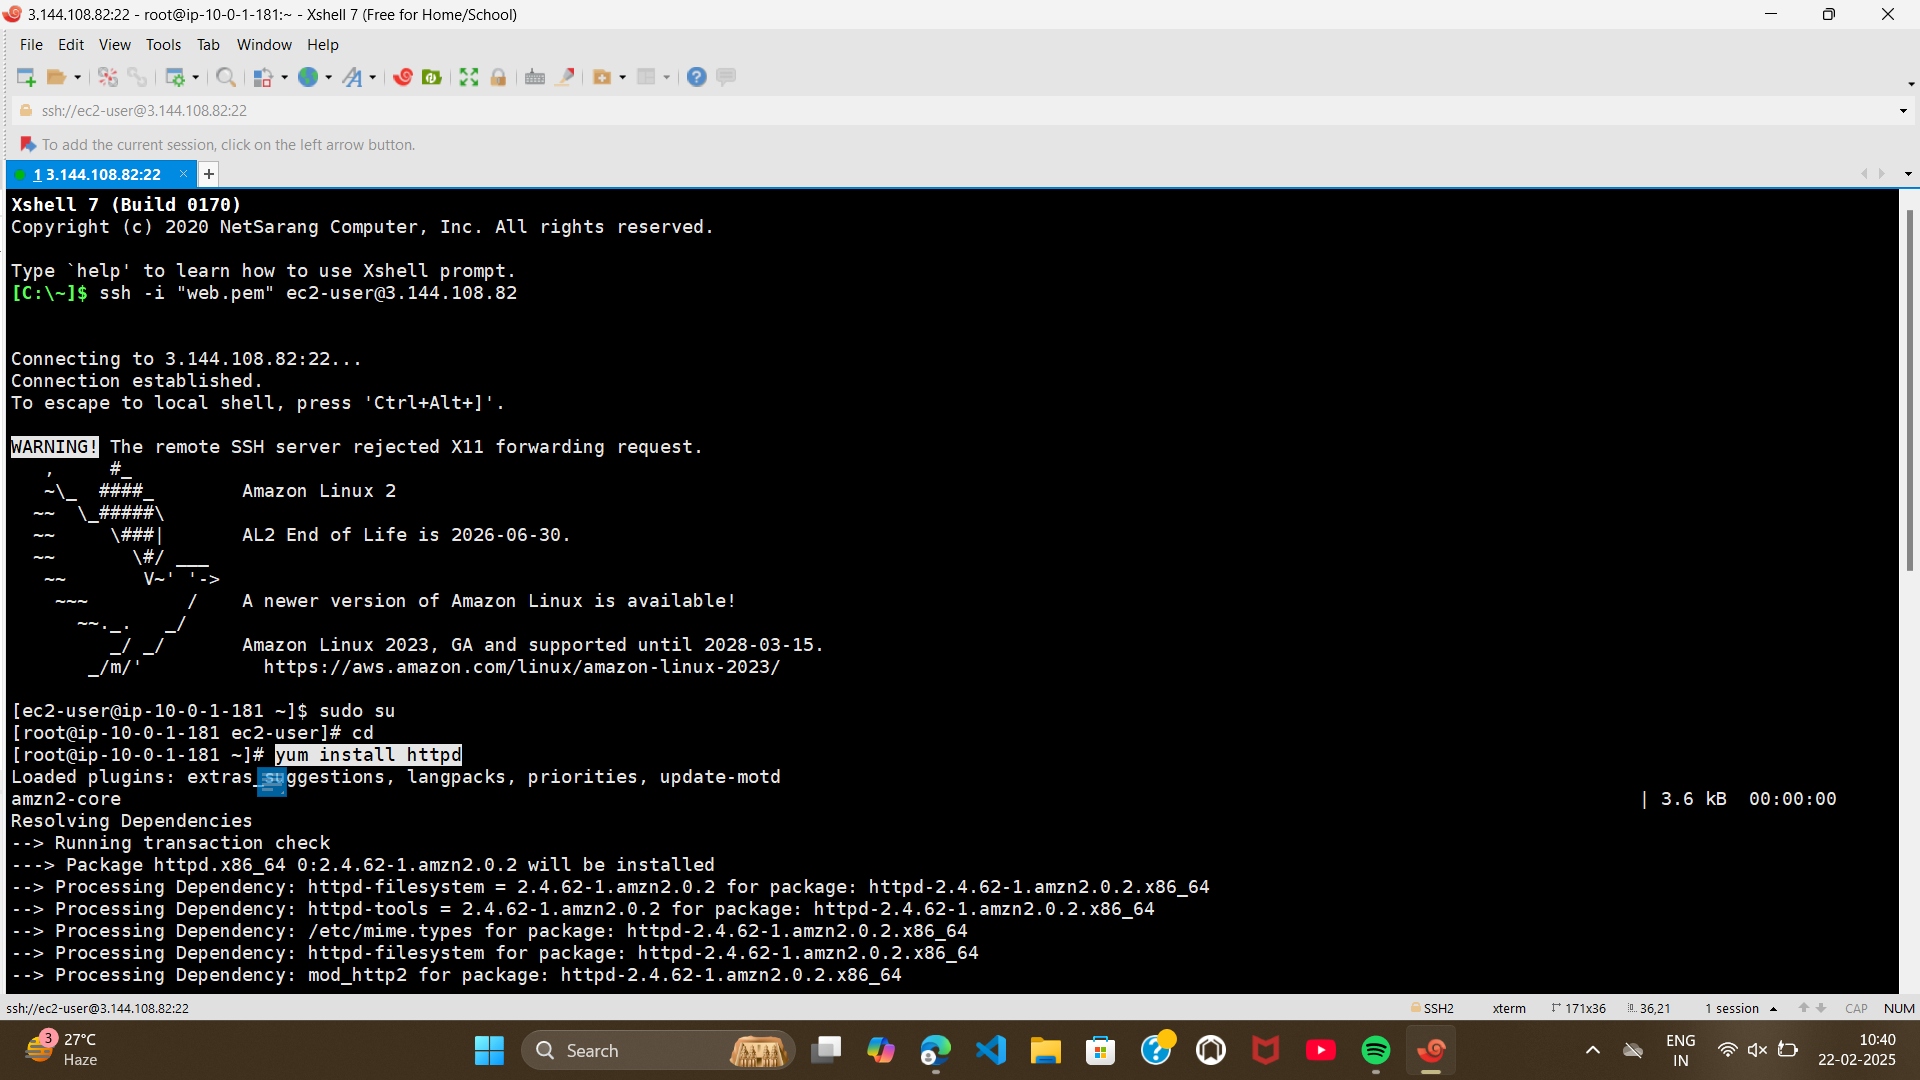 3.144.108.82:22 - root@ip-10-0-1-181:~ - Xshell 7 (Free for Home/School)
File Edit View Tools Tab Window Help
ssh://ec2-user@3.144.108.82:22
To add the current session, click on the left arrow button.
1 3.144.108.82:22 × +
Xshell 7 (Build 0170)
Copyright (c) 2020 NetSarang Computer, Inc. All rights reserved.
Type `help' to learn how to use Xshell prompt.
[C:\~]$ ssh -i "web.pem" ec2-user@3.144.108.82
Connecting to 3.144.108.82:22...
Connection established.
To escape to local shell, press 'Ctrl+Alt+]'.
WARNING! The remote SSH server rejected X11 forwarding request.
   ,     #_
   ~\_  ####_        Amazon Linux 2
  ~~  \_#####\
  ~~     \###|       AL2 End of Life is 2026-06-30.
  ~~       \#/ ___
   ~~       V~' '->
    ~~~         /    A newer version of Amazon Linux is available!
      ~~._.   _/
         _/ _/       Amazon Linux 2023, GA and supported until 2028-03-15.
       _/m/'           https://aws.amazon.com/linux/amazon-linux-2023/
[ec2-user@ip-10-0-1-181 ~]$ sudo su
[root@ip-10-0-1-181 ec2-user]# cd
[root@ip-10-0-1-181 ~]# yum install httpd
Loaded plugins: extras_suggestions, langpacks, priorities, update-motd
amzn2-core | 3.6 kB 00:00:00
Resolving Dependencies
--> Running transaction check
---> Package httpd.x86_64 0:2.4.62-1.amzn2.0.2 will be installed
--> Processing Dependency: httpd-filesystem = 2.4.62-1.amzn2.0.2 for package: httpd-2.4.62-1.amzn2.0.2.x86_64
--> Processing Dependency: httpd-tools = 2.4.62-1.amzn2.0.2 for package: httpd-2.4.62-1.amzn2.0.2.x86_64
--> Processing Dependency: /etc/mime.types for package: httpd-2.4.62-1.amzn2.0.2.x86_64
--> Processing Dependency: httpd-filesystem for package: httpd-2.4.62-1.amzn2.0.2.x86_64
--> Processing Dependency: mod_http2 for package: httpd-2.4.62-1.amzn2.0.2.x86_64
ssh://ec2-user@3.144.108.82:22 SSH2 xterm 171x36 36,21 1 session CAP NUM
3 27°C
Haze
Search
ENG
IN
10:40
22-02-2025